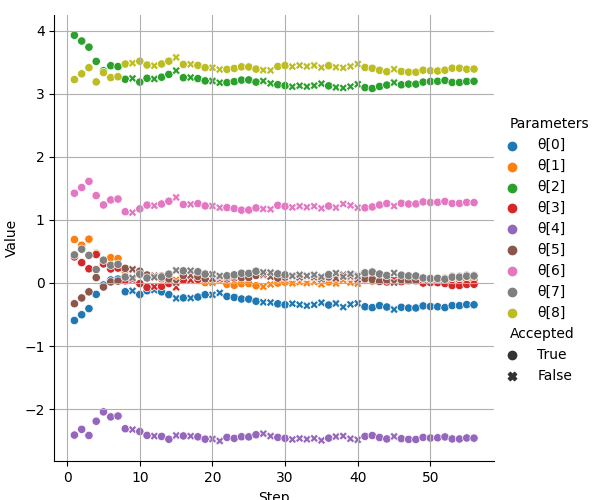 4
3
2
1
0
−1
−2
Value
0
10
20
30
40
50
Step
Parameters
θ[0]
θ[1]
θ[2]
θ[3]
θ[4]
θ[5]
θ[6]
θ[7]
θ[8]
Accepted
True
False